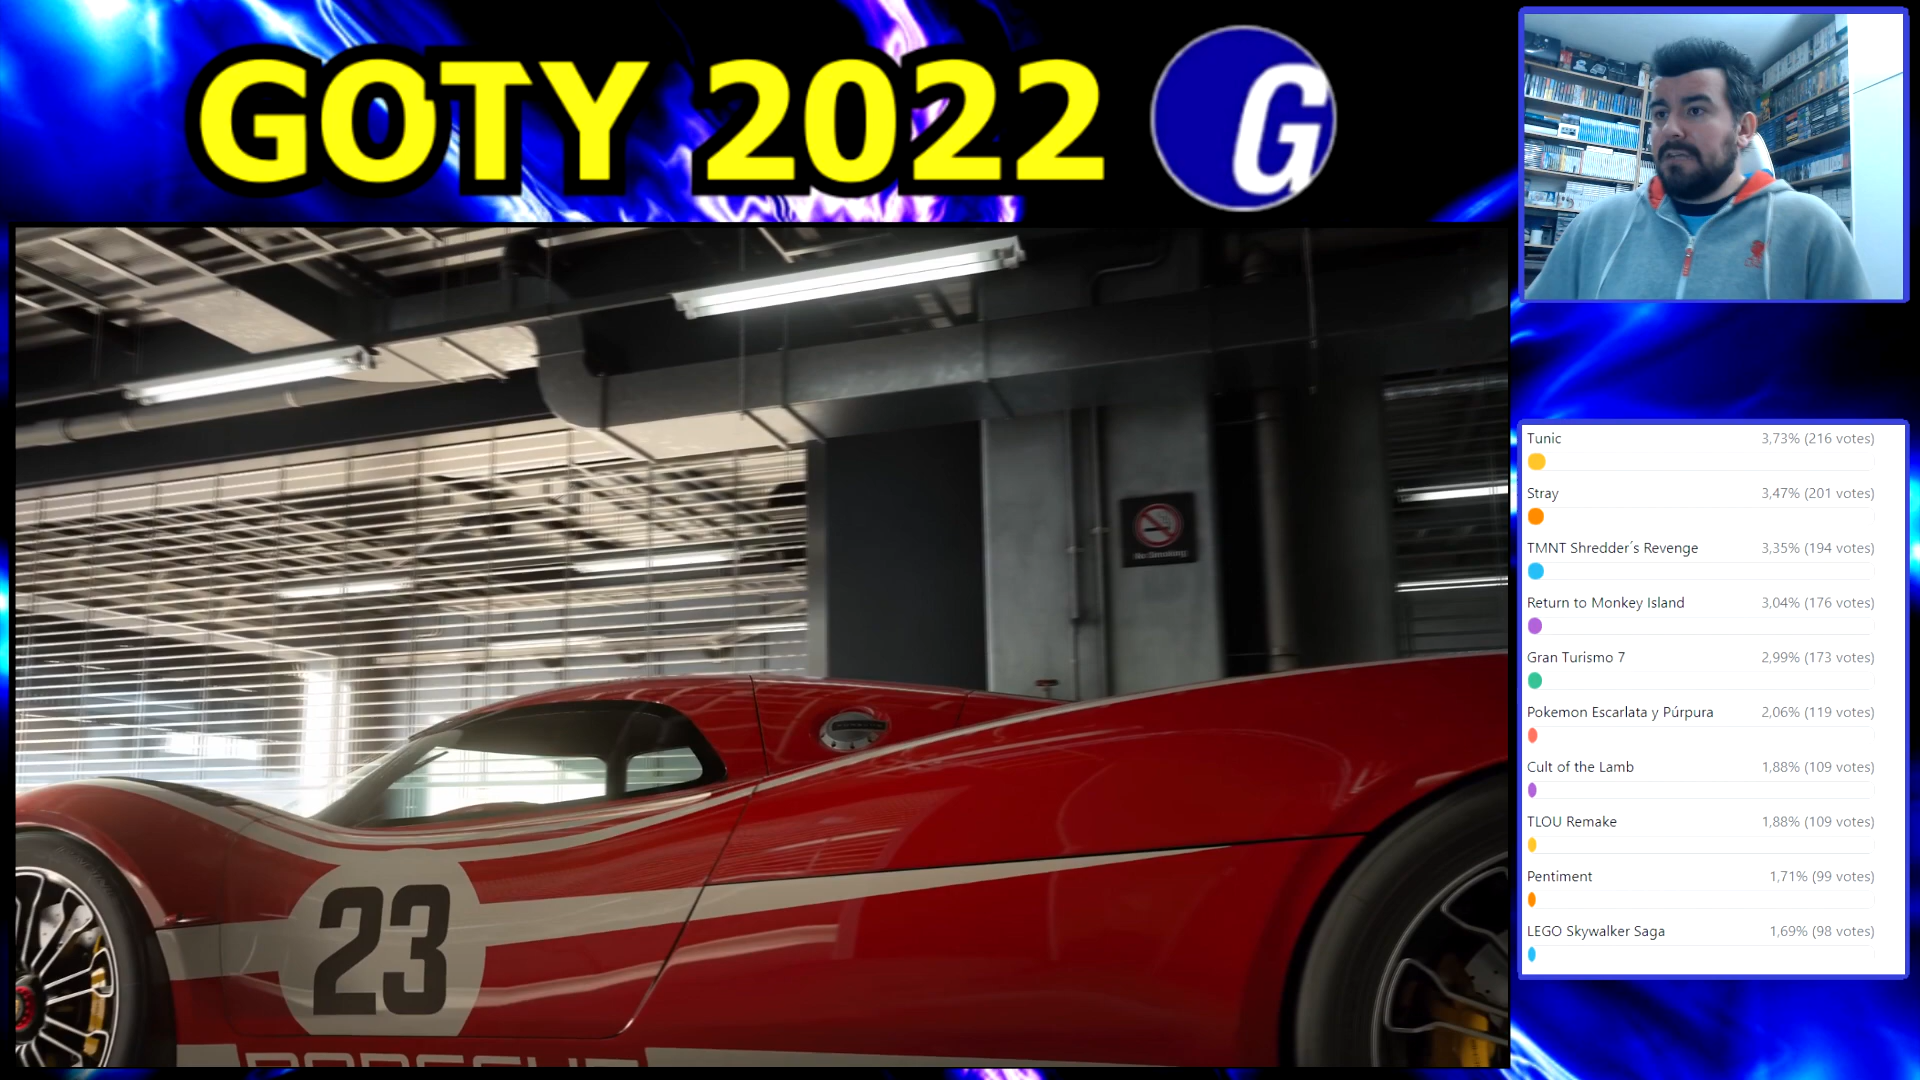 GOTY 2022 G
No Smoking
23
PORSCHE
Tunic 3,73% (216 votes)
Stray 3,47% (201 votes)
TMNT Shredder´s Revenge 3,35% (194 votes)
Return to Monkey Island 3,04% (176 votes)
Gran Turismo 7 2,99% (173 votes)
Pokemon Escarlata y Púrpura 2,06% (119 votes)
Cult of the Lamb 1,88% (109 votes)
TLOU Remake 1,88% (109 votes)
Pentiment 1,71% (99 votes)
LEGO Skywalker Saga 1,69% (98 votes)